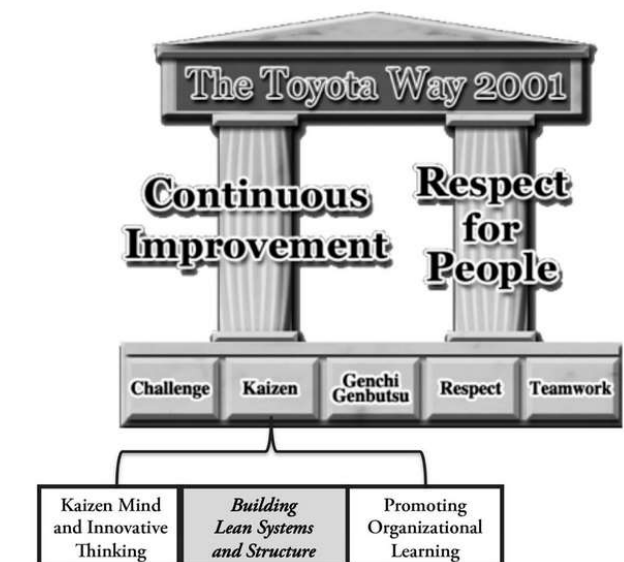 The Toyota Way 2001
Continuous
Improvement
Respect
for
People
Challenge
Kaizen
Genchi
Genbutsu
Respect
Teamwork
Kaizen Mind
and Innovative
Thinking
Building
Lean Systems
and Structure
Promoting
Organizational
Learning